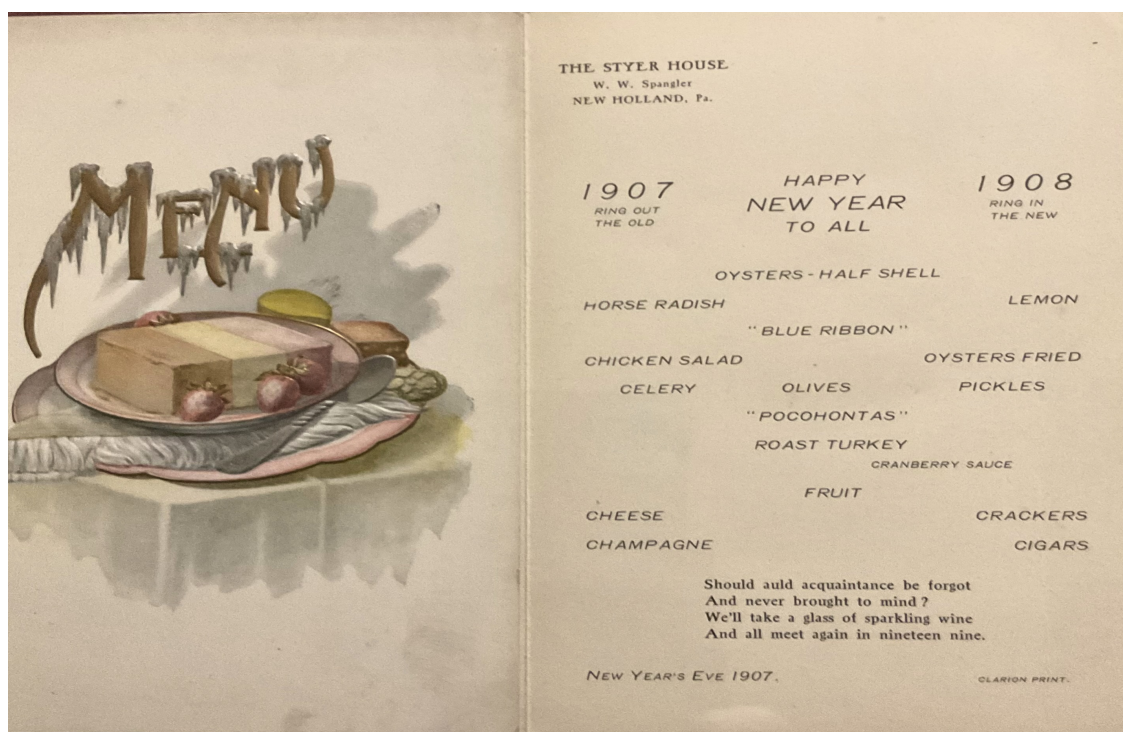 MENU
THE STYER HOUSE
W. W. Spangler
NEW HOLLAND, Pa.
1907 HAPPY 1908
RING OUT NEW YEAR RING IN
THE OLD TO ALL THE NEW
OYSTERS - HALF SHELL
HORSE RADISH LEMON
"BLUE RIBBON"
CHICKEN SALAD OYSTERS FRIED
CELERY OLIVES PICKLES
"POCOHONTAS"
ROAST TURKEY
CRANBERRY SAUCE
FRUIT
CHEESE CRACKERS
CHAMPAGNE CIGARS
Should auld acquaintance be forgot
And never brought to mind?
We'll take a glass of sparkling wine
And all meet again in nineteen nine.
NEW YEAR'S EVE 1907. CLARION PRINT.